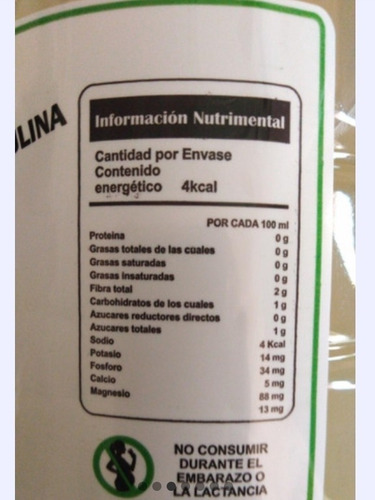 ULINA
Información Nutrimental
Cantidad por Envase
Contenido
energético 4kcal
POR CADA 100 ml
Proteina 0 g
Grasas totales de las cuales 0 g
Grasas saturadas 0 g
Grasas insaturadas 0 g
Fibra total 2 g
Carbohidratos de los cuales 1 g
Azucares reductores directos 0 g
Azucares totales 1 g
Sodio 4 Kcal
Potasio 14 mg
Fosforo 34 mg
Calcio 5 mg
Magnesio 88 mg
13 mg
NO CONSUMIR
DURANTE EL
EMBARAZO O
LA LACTANCIA